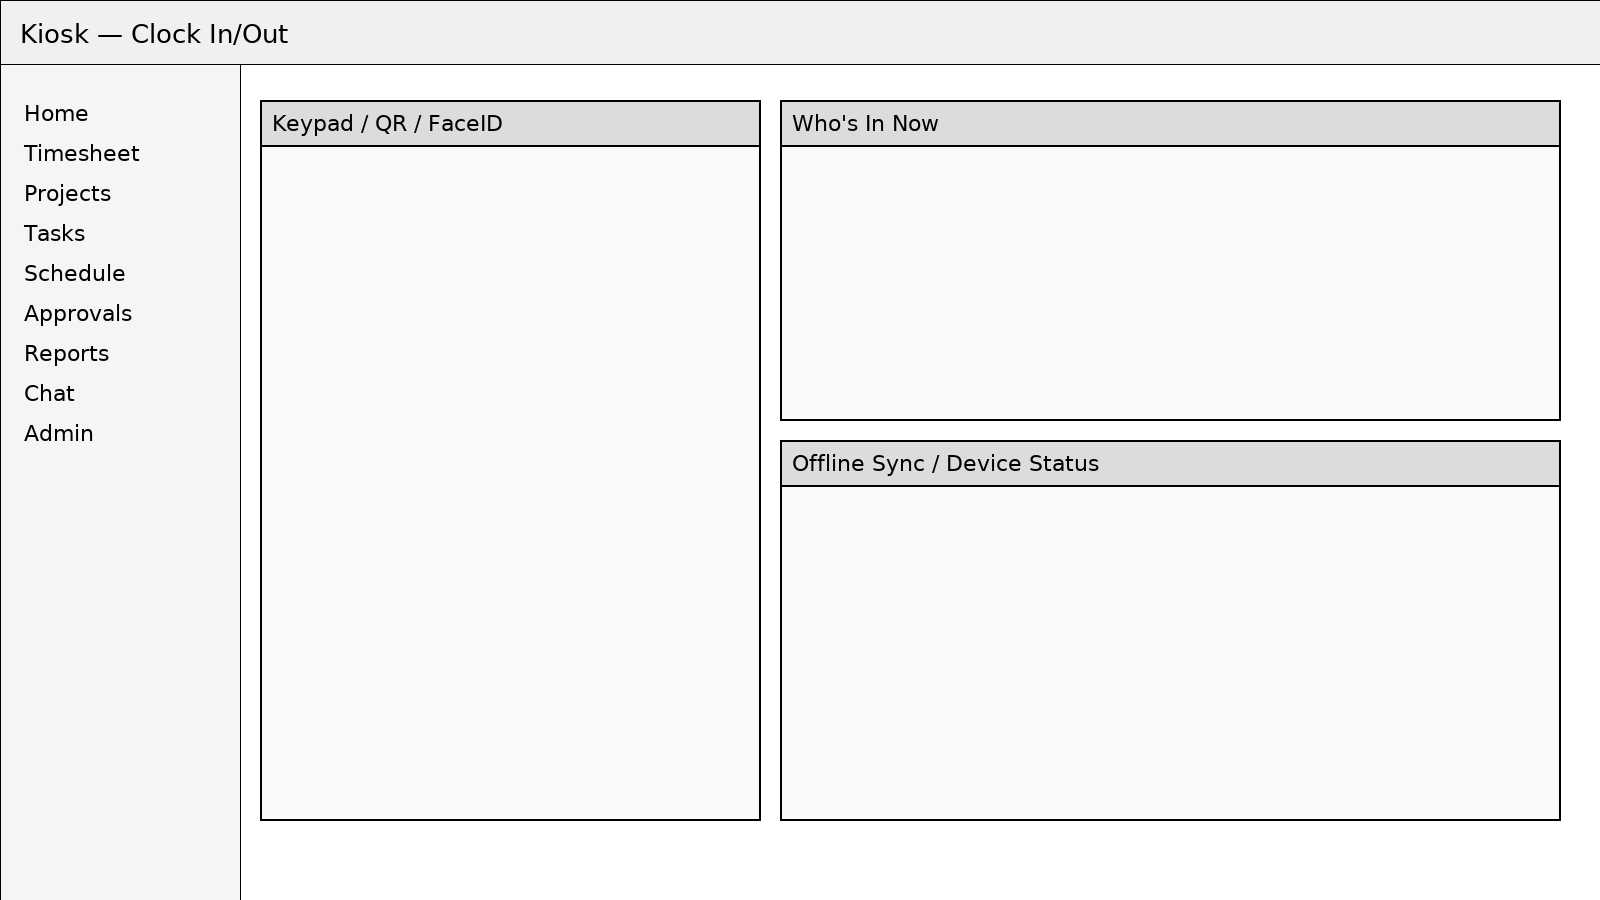 Kiosk — Clock In/Out
Home
Timesheet
Projects
Tasks
Schedule
Approvals
Reports
Chat
Admin
Keypad / QR / FaceID
Who's In Now
Offline Sync / Device Status